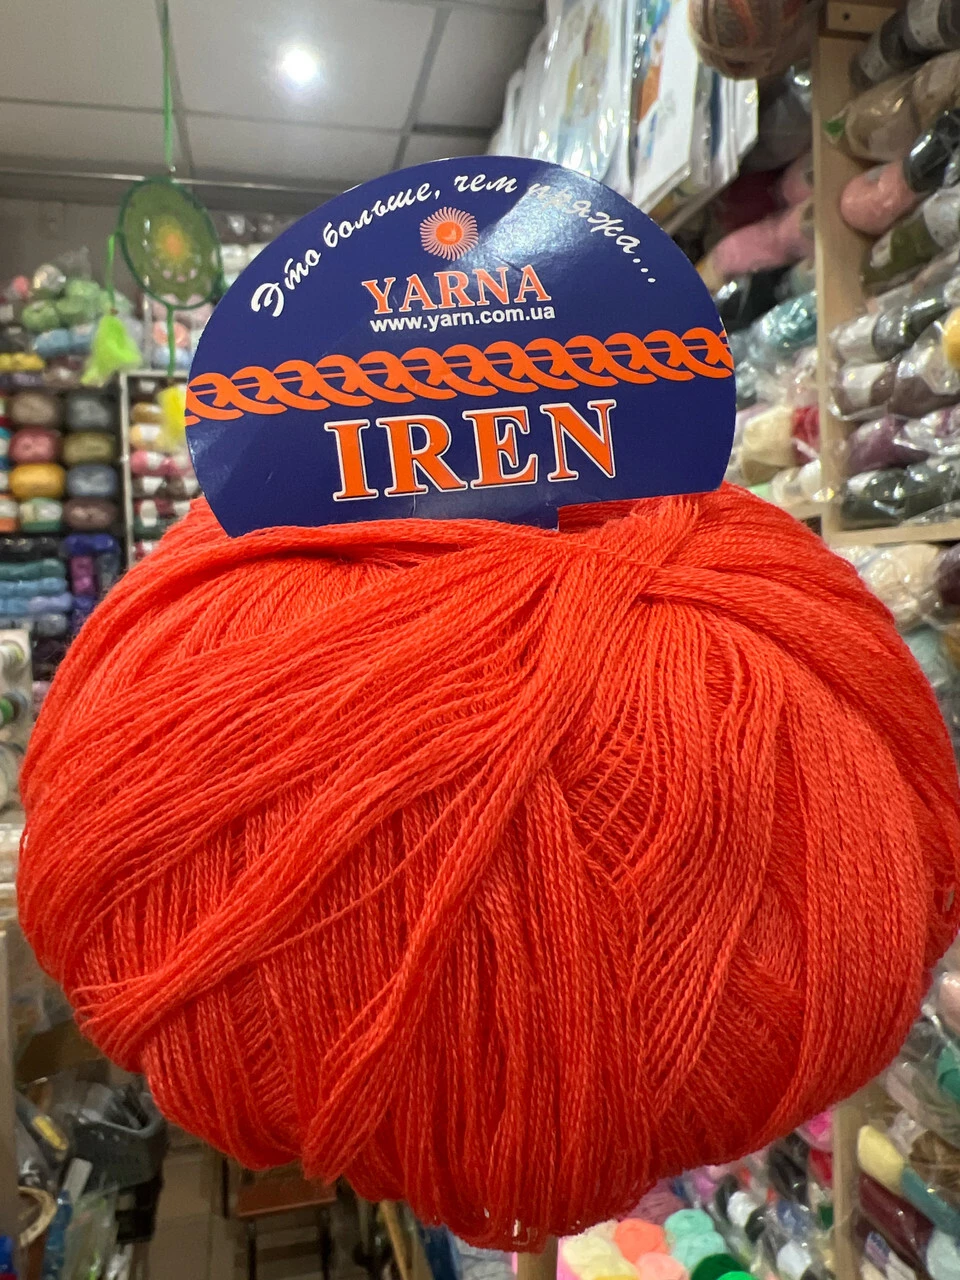 Это больше, чем пряжа...
YARNA
www.yarn.com.ua
IREN